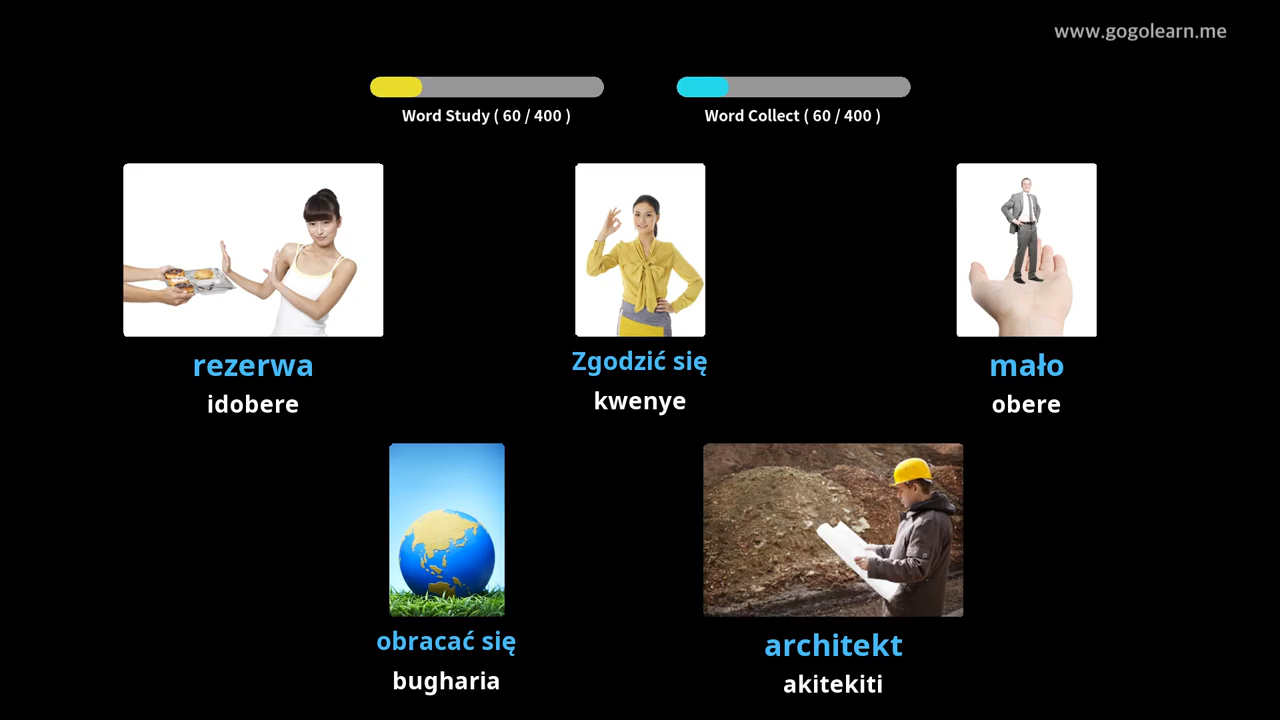 www.gogolearn.me
Word Study ( 60 / 400 )
Word Collect ( 60 / 400 )
rezerwa
idobere
Zgodzić się
kwenye
mało
obere
obracać się
bugharia
architekt
akitekiti